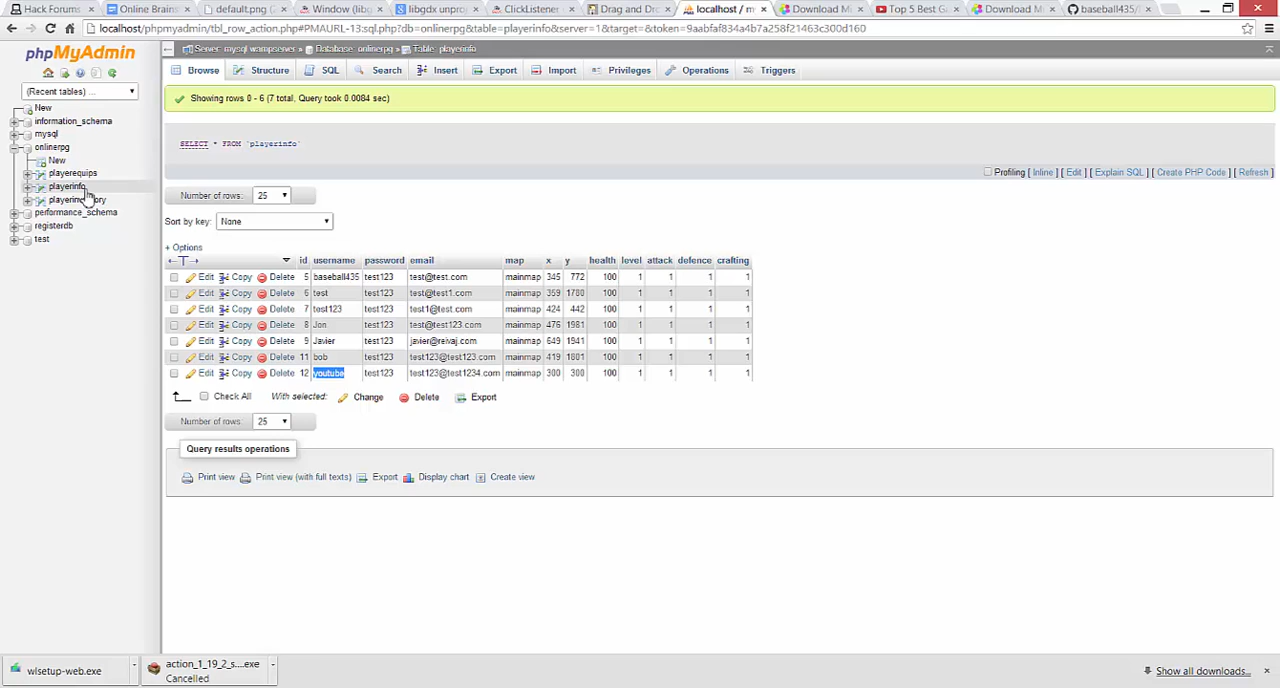 Hack Forums × Online Brains × default.png ( × Window (libg × libgdx unpro × ClickListener × Drag and Dr × localhost / m × Download Mi × Top 5 Best G × Download Mi × baseball435/ ×
localhost/phpmyadmin/tbl_row_action.php#PMAURL-13:sql.php?db=onlinerpg&table=playerinfo&server=1&target=&token=9aabfaf834a4b7a258f21463c300d160
phpMyAdmin
(Recent tables) ...
New
information_schema
mysql
onlinerpg
New
playerequips
playerinfo
performance_schema
registerdb
test
Server: mysql wampserver » Database: onlinerpg » Table: playerinfo
Browse Structure SQL Search Insert Export Import Privileges Operations Triggers
Showing rows 0 - 6 (7 total, Query took 0.0084 sec)
SELECT * FROM `playerinfo`
Profiling [ Inline ] [ Edit ] [ Explain SQL ] [ Create PHP Code ] [ Refresh ]
Number of rows: 25
Sort by key: None
+ Options
←T→ id username password email map x y health level attack defence crafting
Edit Copy Delete 5 baseball435 test123 test@test.com mainmap 345 772 100 1 1 1 1
Edit Copy Delete 6 test test123 test@test1.com mainmap 359 1780 100 1 1 1 1
Edit Copy Delete 7 test123 test123 test1@test.com mainmap 424 442 100 1 1 1 1
Edit Copy Delete 8 Jon test123 test@test123.com mainmap 476 1981 100 1 1 1 1
Edit Copy Delete 9 Javier test123 javier@reivaj.com mainmap 649 1941 100 1 1 1 1
Edit Copy Delete 11 bob test123 test123@test123.com mainmap 419 1801 100 1 1 1 1
Edit Copy Delete 12 youtube test123 test123@test1234.com mainmap 300 300 100 1 1 1 1
Check All With selected: Change Delete Export
Number of rows: 25
Query results operations
Print view Print view (with full texts) Export Display chart Create view
wlsetup-web.exe
action_1_19_2_s....exe
Cancelled
Show all downloads...